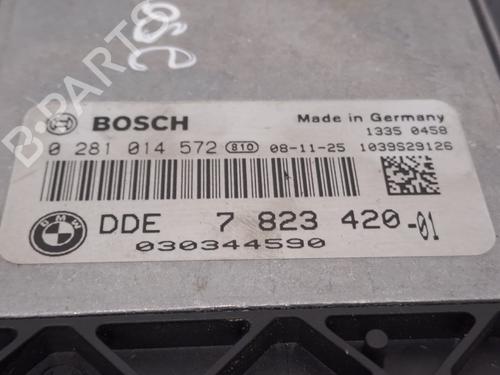 B-PARTS
BOSCH
Made in Germany
1335 0458
0 281 014 572 810 08-11-25 1039S29126
BMW
DDE 7 823 420-01
030344590